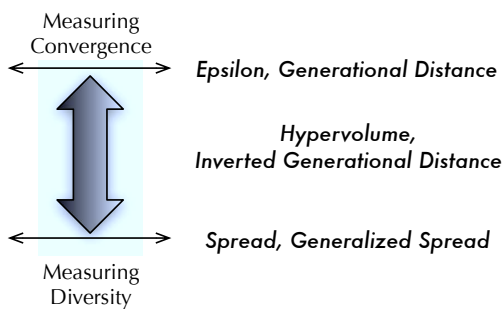 Measuring
Convergence
Epsilon, Generational Distance
Hypervolume,
Inverted Generational Distance
Spread, Generalized Spread
Measuring
Diversity